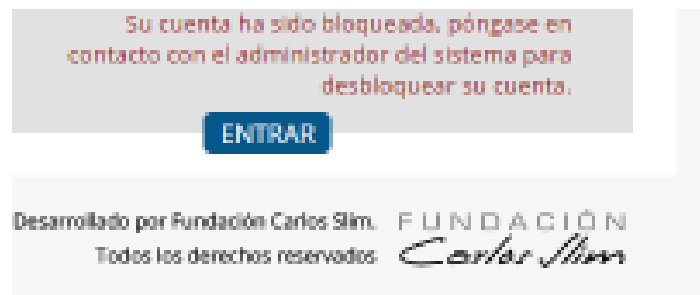 Su cuenta ha sido bloqueada, póngase en
contacto con el administrador del sistema para
desbloquear su cuenta.
ENTRAR
Desarrollado por Fundación Carlos Slim.
Todos los derechos reservados
FUNDACIÓN
Carlos Slim